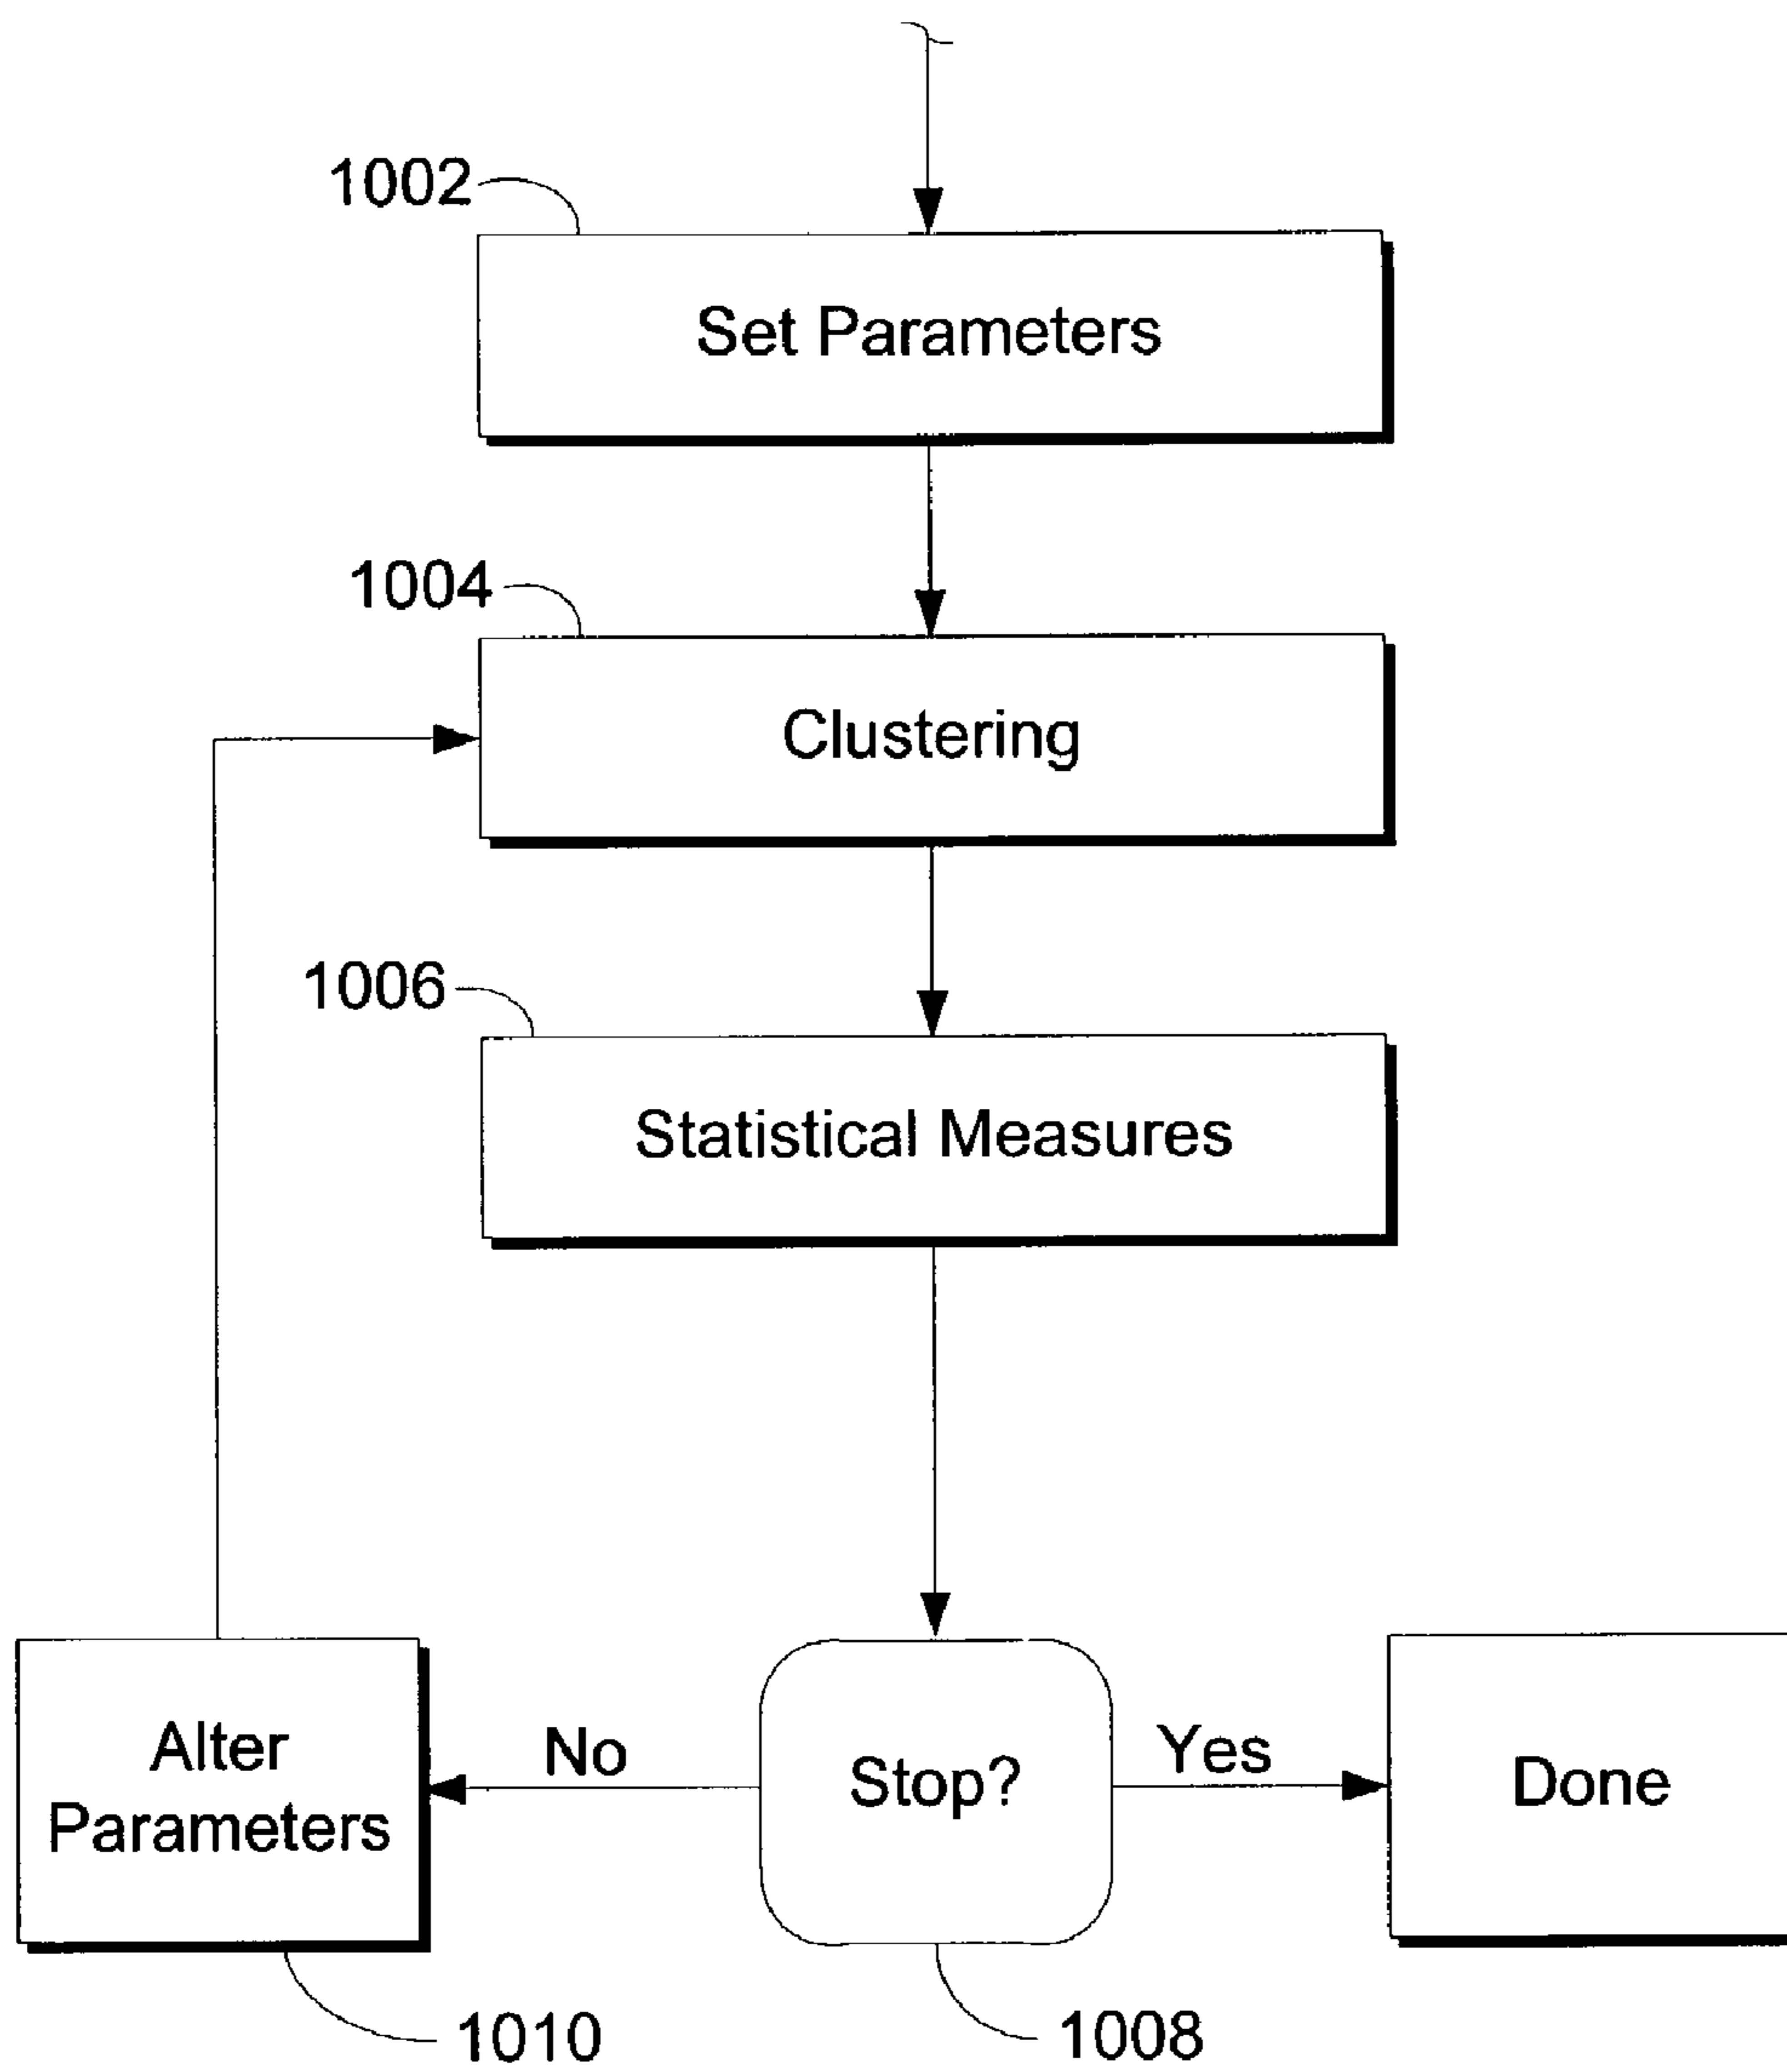 1002
Set Parameters
1004
Clustering
1006
Statistical Measures
Alter
Parameters
No
Stop?
Yes
Done
1010
1008